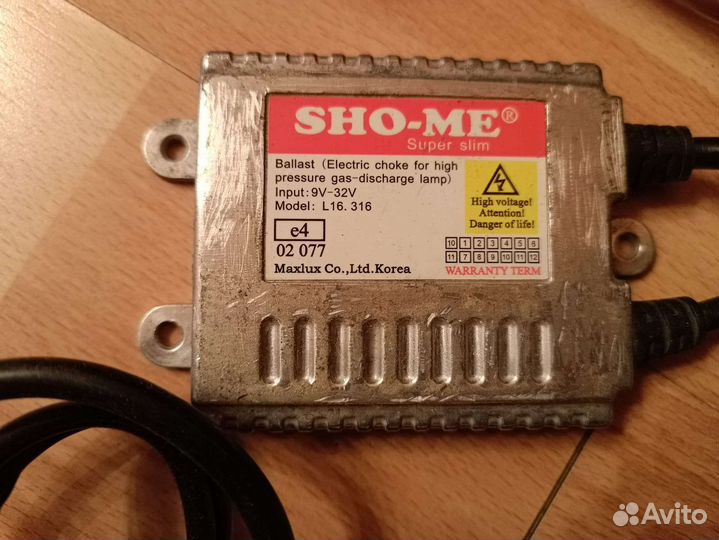 SHO-ME®
Super slim
Ballast (Electric choke for high
pressure gas-discharge lamp)
Input: 9V-32V
Model: L16. 316
e4
02 077
Maxlux Co.,Ltd.Korea
High voltage!
Attention!
Danger of life!
10 1 2 3 4 5 6
11 7 8 9 10 11 12
WARRANTY TERM
Avito